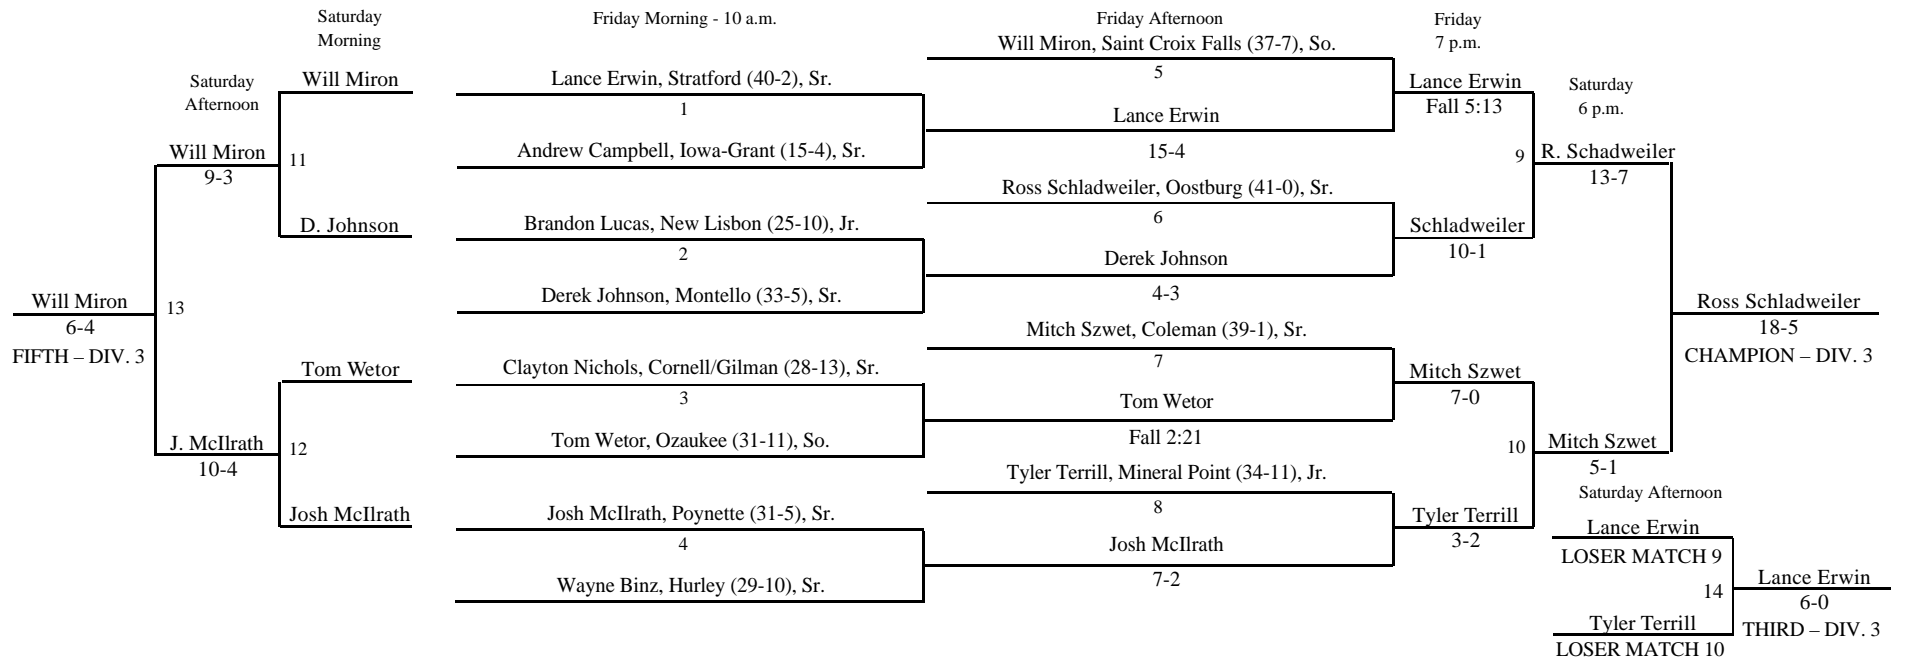 Saturday
Morning
Friday Morning - 10 a.m.
Friday Afternoon
Friday
7 p.m.
Saturday
Afternoon
Saturday
6 p.m.
Will Miron
D. Johnson
Will Miron
11
9-3
Tom Wetor
Josh McIlrath
J. McIlrath
12
10-4
Will Miron
13
6-4
FIFTH – DIV. 3
Lance Erwin, Stratford (40-2), Sr.
1
Andrew Campbell, Iowa-Grant (15-4), Sr.
Brandon Lucas, New Lisbon (25-10), Jr.
2
Derek Johnson, Montello (33-5), Sr.
Clayton Nichols, Cornell/Gilman (28-13), Sr.
3
Tom Wetor, Ozaukee (31-11), So.
Josh McIlrath, Poynette (31-5), Sr.
4
Wayne Binz, Hurley (29-10), Sr.
Will Miron, Saint Croix Falls (37-7), So.
5
Lance Erwin
15-4
Ross Schladweiler, Oostburg (41-0), Sr.
6
Derek Johnson
4-3
Mitch Szwet, Coleman (39-1), Sr.
7
Tom Wetor
Fall 2:21
Tyler Terrill, Mineral Point (34-11), Jr.
8
Josh McIlrath
7-2
Lance Erwin
Fall 5:13
9
Schladweiler
10-1
Mitch Szwet
7-0
10
Tyler Terrill
3-2
R. Schadweiler
13-7
Mitch Szwet
5-1
Ross Schladweiler
18-5
CHAMPION – DIV. 3
Saturday Afternoon
Lance Erwin
LOSER MATCH 9
14
Tyler Terrill
LOSER MATCH 10
Lance Erwin
6-0
THIRD – DIV. 3